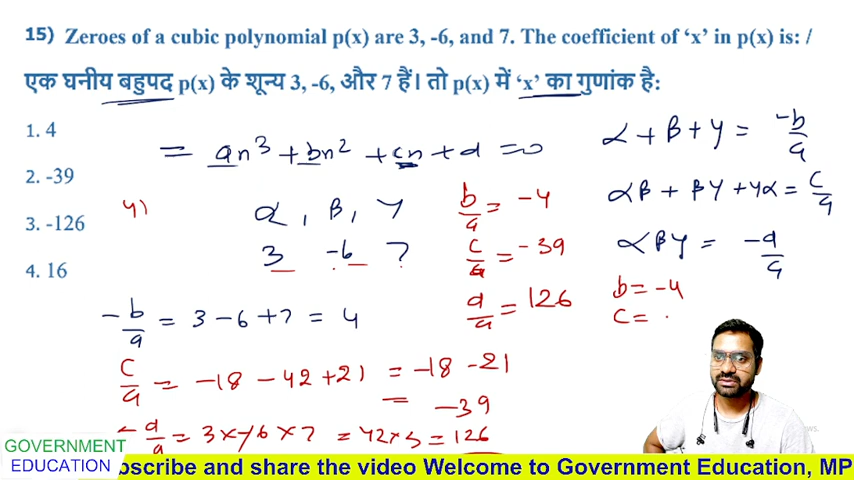 15) Zeroes of a cubic polynomial p(x) are 3, -6, and 7. The coefficient of ‘x’ in p(x) is: /
एक घनीय बहुपद p(x) के शून्य 3, -6, और 7 हैं। तो p(x) में ‘x’ का गुणांक है:
1. 4
2. -39
3. -126
4. 16
= an³ + bn² + cn + d = 0
4)
α, β, γ
3 -6 7
-b/a = 3 - 6 + 7 = 4
c/a = -18 - 42 + 21 = -18 - 21
= -39
-d/a = 3 × -6 × 7 = 42 × 3 = 126
b/a = -4
c/a = -39
d/a = 126
α + β + γ = -b/a
αβ + βγ + γα = c/a
αβγ = -d/a
b = -4
c =
GOVERNMENT
EDUCATION
bscribe and share the video Welcome to Government Education, MP